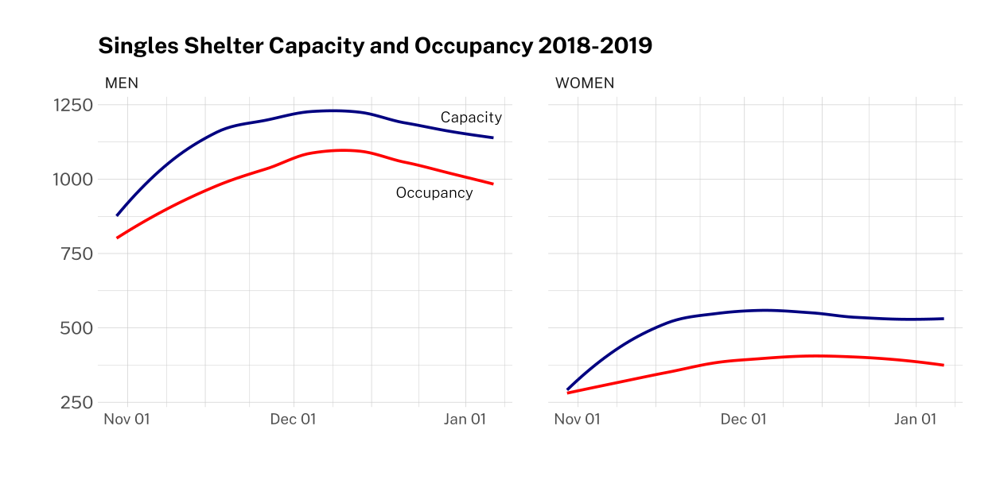 Singles Shelter Capacity and Occupancy 2018-2019
MEN
WOMEN
1250
1000
750
500
250
Capacity
Occupancy
Nov 01
Dec 01
Jan 01
Nov 01
Dec 01
Jan 01